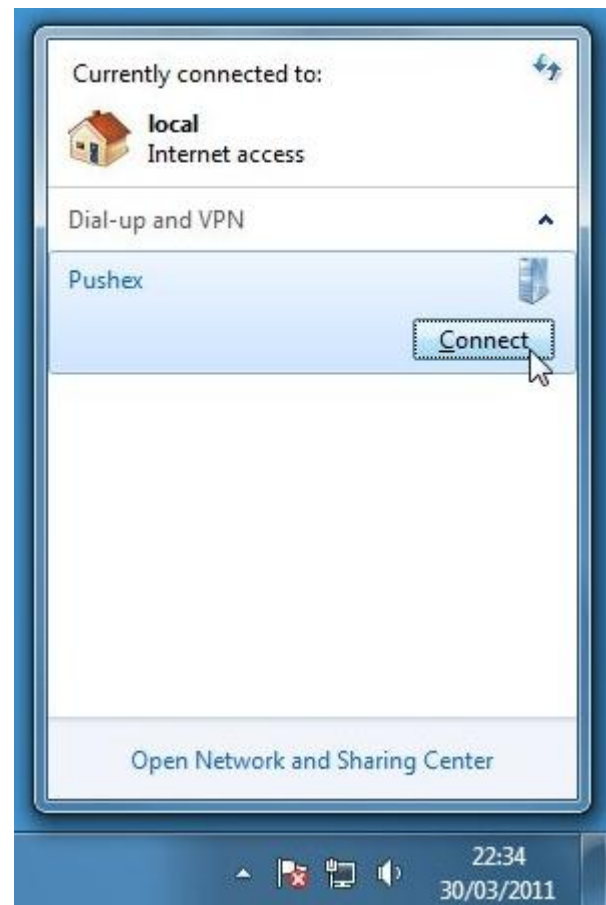 Currently connected to:
local
Internet access
Dial-up and VPN
Pushex
Connect
Open Network and Sharing Center
22:34
30/03/2011